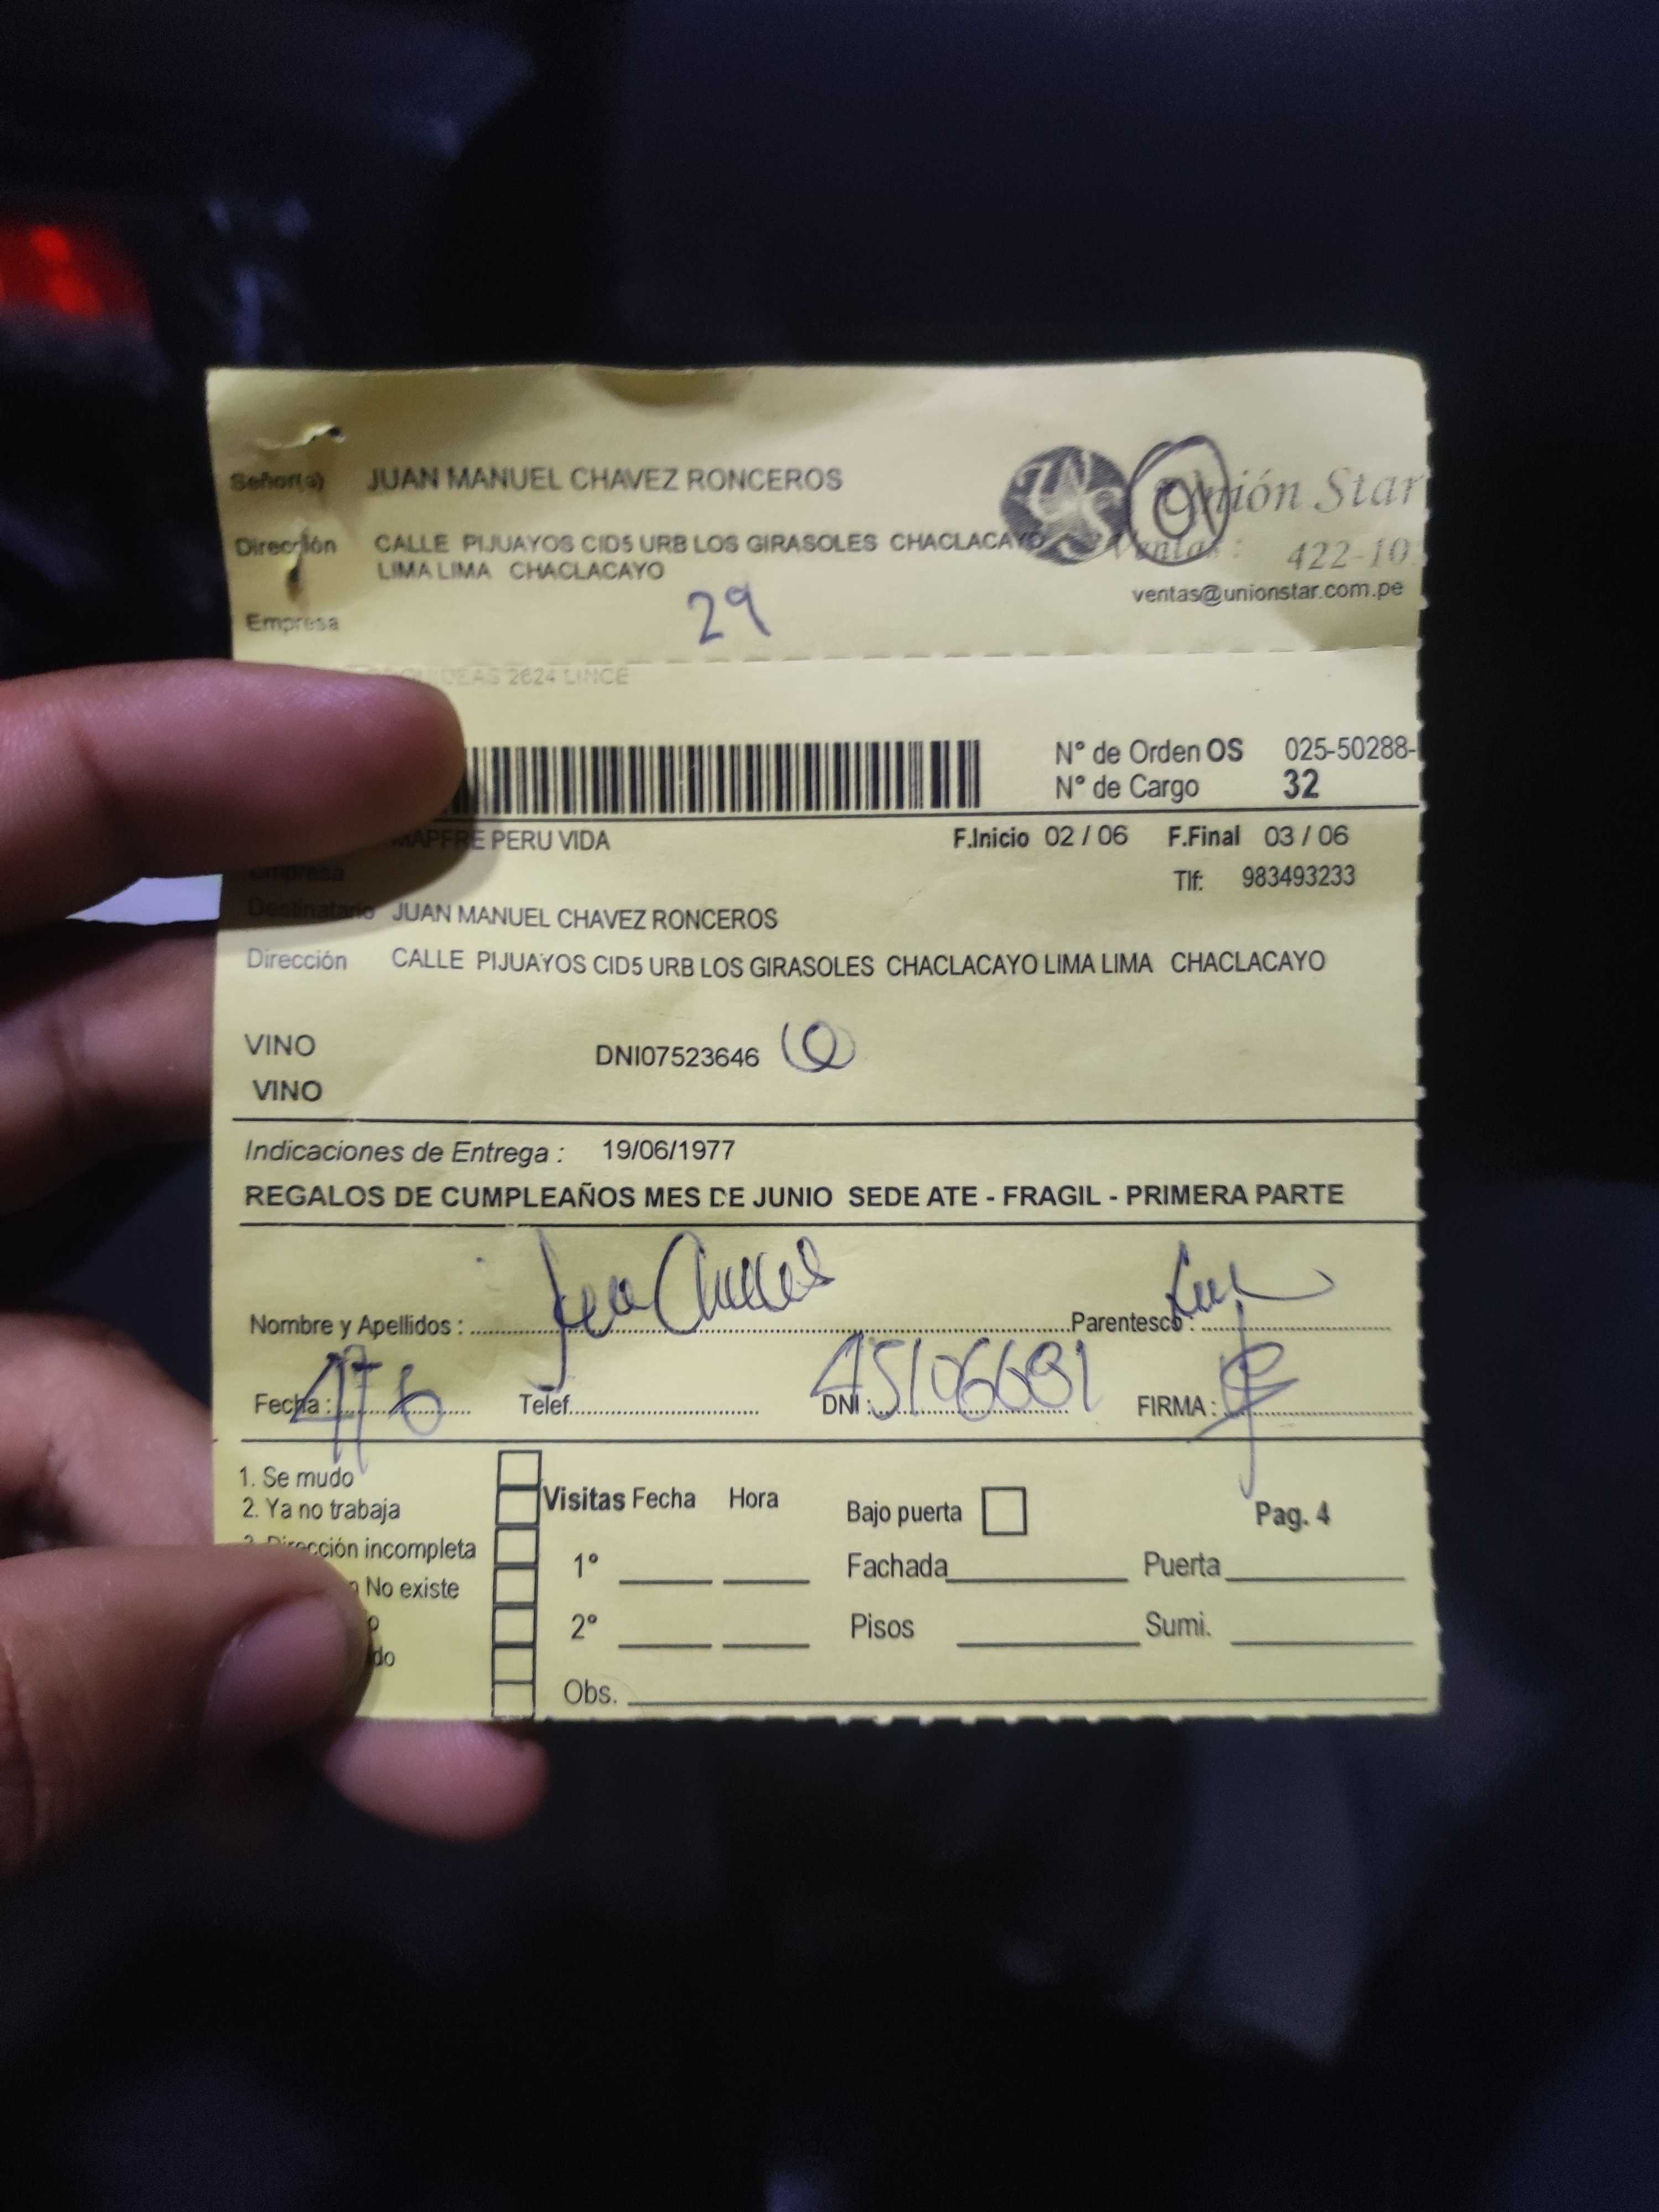 Señor(a) JUAN MANUEL CHAVEZ RONCEROS
Unión Star
Dirección CALLE PIJUAYOS CID5 URB LOS GIRASOLES CHACLACAYO
LIMA LIMA CHACLACAYO
Ventas : 422-10
ventas@unionstar.com.pe
Empresa
29
2624 LINCE
N° de Orden OS 025-50288-
N° de Cargo 32
MAPFRE PERU VIDA F.Inicio 02 / 06 F.Final 03 / 06
Empresa Tlf: 983493233
Destinatario JUAN MANUEL CHAVEZ RONCEROS
Dirección CALLE PIJUAYOS CID5 URB LOS GIRASOLES CHACLACAYO LIMA LIMA CHACLACAYO
VINO DNI07523646
VINO
Indicaciones de Entrega : 19/06/1977
REGALOS DE CUMPLEAÑOS MES DE JUNIO SEDE ATE - FRAGIL - PRIMERA PARTE
Nombre y Apellidos : Parentesco :
Fecha : Telef. DNI : 45106681 FIRMA :
1. Se mudo
2. Ya no trabaja
Visitas Fecha Hora Bajo puerta Pag. 4
Dirección incompleta
No existe
1° Fachada Puerta
2° Pisos Sumi.
Obs.